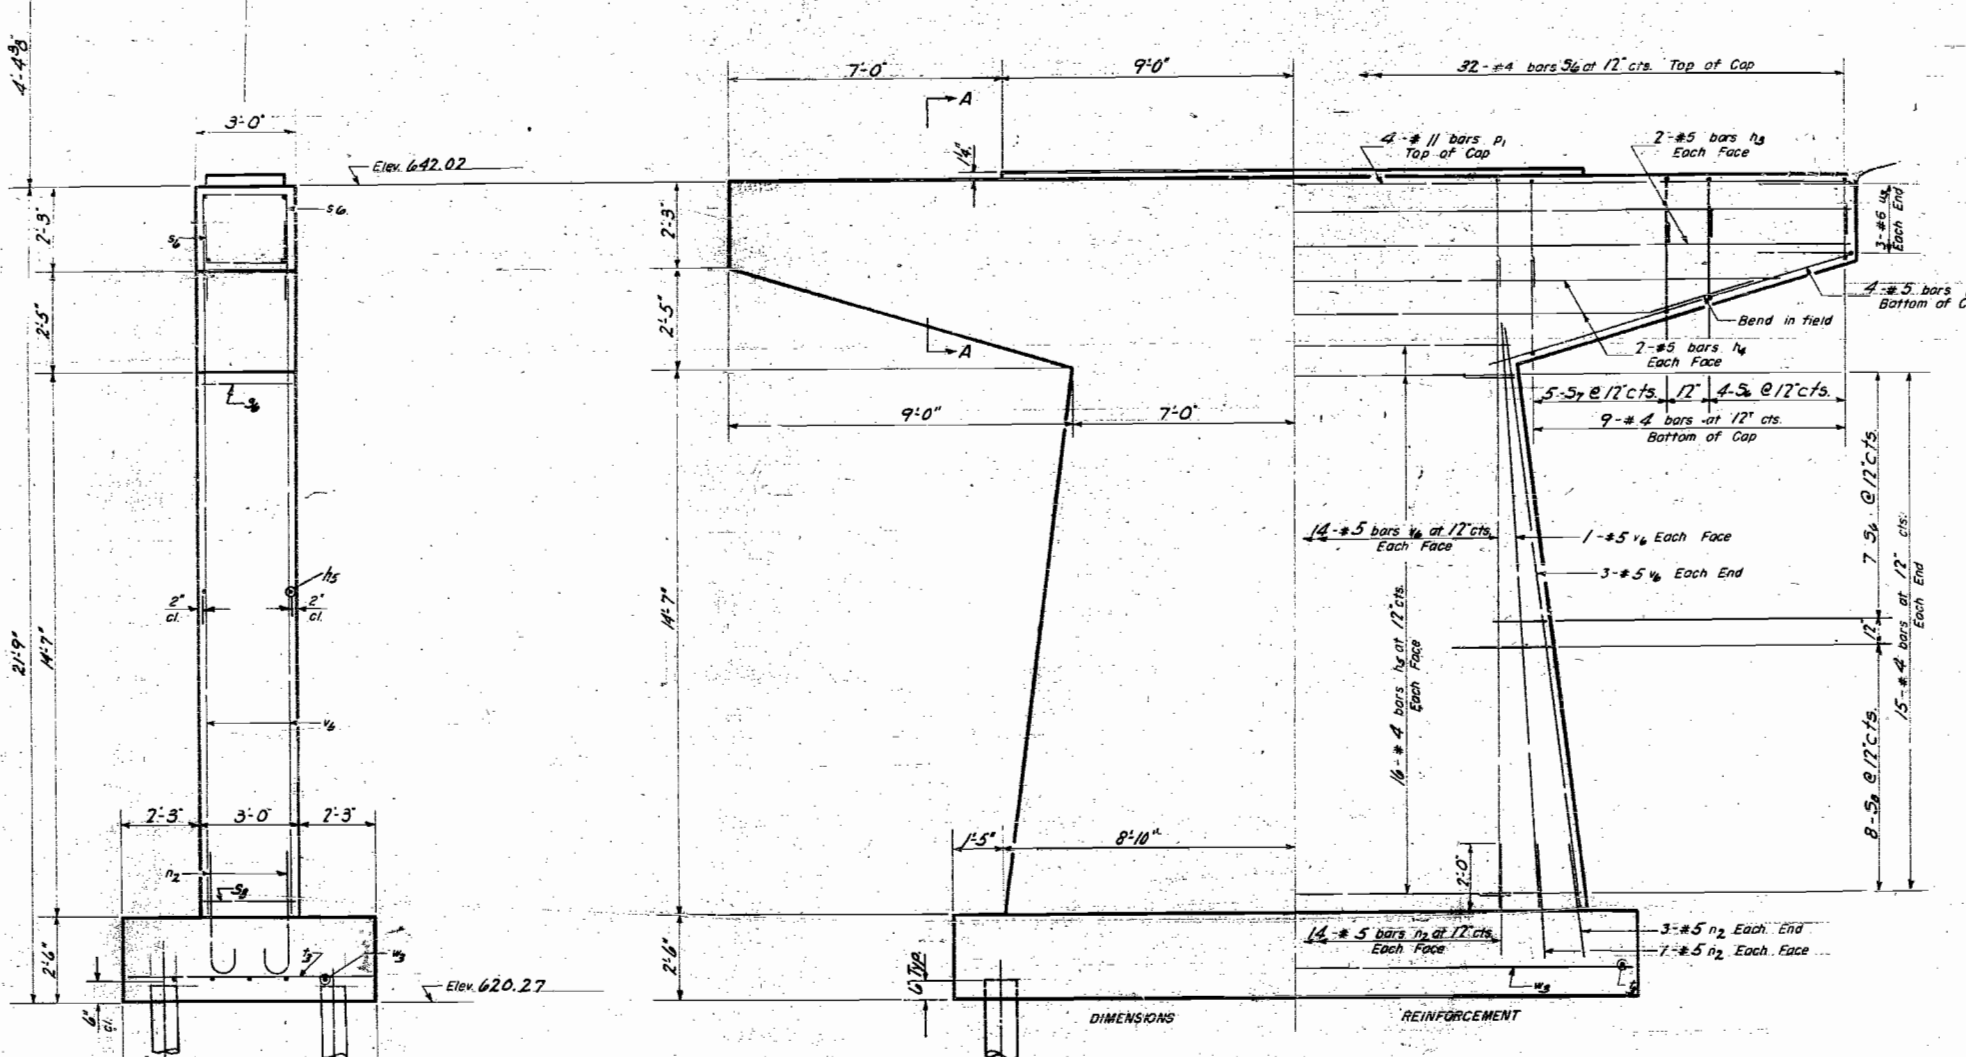 4'-4⅜"
3'-0"
Elev. 642.02
2'-3"
s6
s6
2'-5"
s6
h5
2"
cl.
2"
cl.
21'-9"
14'-7"
v6
2'-3"
3'-0"
2'-3"
n2
S8
2'-6"
t3
w3
6"
cl.
Elev. 620.27
7'-0"
9'-0"
A
1¼"
2'-3"
2'-5"
A
9'-0"
7'-0"
14'-7"
1'-5"
8'-10"
2'-6"
6" Typ.
DIMENSIONS
32-#4 bars S6 at 12" cts. Top of Cap
4-#11 bars p1
Top of Cap
2-#5 bars h3
Each Face
3-#6 u3
Each End
4-#5 bars
Bottom of C
Bend in field
2-#5 bars h4
Each Face
5-S7 @ 12" cts.
12"
4-S6 @ 12" cts.
9-#4 bars at 12" cts.
Bottom of Cap
14-#5 bars v6 at 12" cts.
Each Face
1-#5 v6 Each Face
3-#5 v6 Each End
16-#4 bars h5 at 12" cts.
Each Face
7 S6 @ 12" cts.
12"
8-S8 @ 12" cts.
15-#4 bars at 12" cts.
Each End
2'-0"
14-#5 bars n2 at 12" cts.
Each Face
3-#5 n2 Each End
1-#5 n2 Each Face
w3
REINFORCEMENT